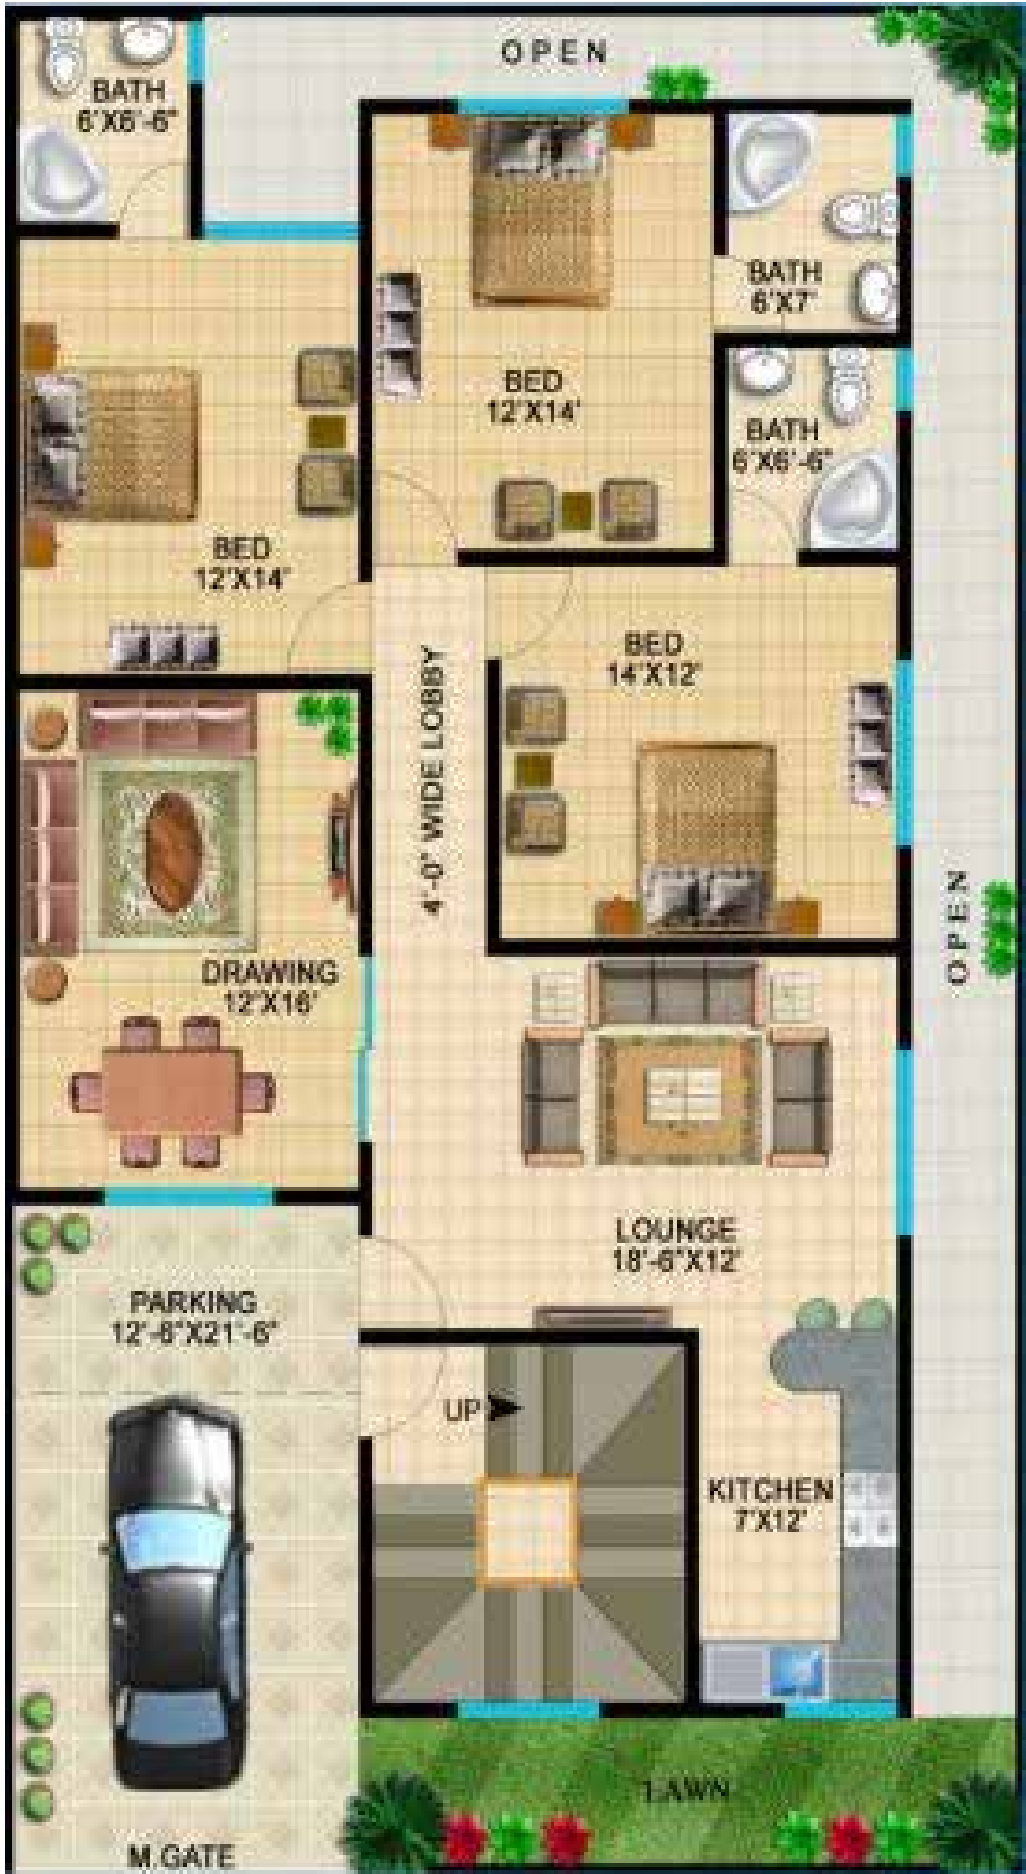 OPEN
BATH
6'X6'-6"
BATH
6'X7'
BED
12'X14'
BATH
6'X6'-6"
BED
12'X14'
BED
14'X12'
4'-0" WIDE LOBBY
OPEN
DRAWING
12'X16'
LOUNGE
18'-6"X12'
PARKING
12'-6"X21'-6"
UP
KITCHEN
7'X12'
LAWN
M.GATE